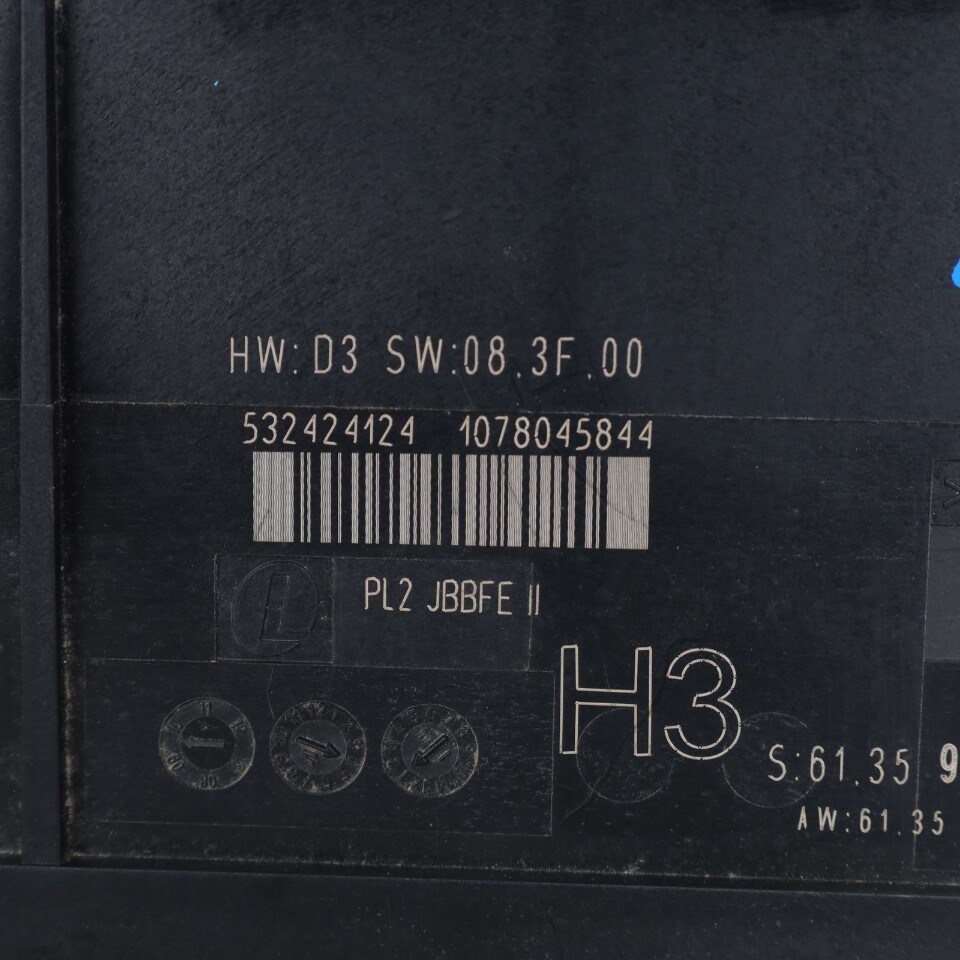 HW: D3 SW:08.3F.00
532424124 1078045844
L
PL2 JBBFE II
H3
S:61.35 9
AW:61.35